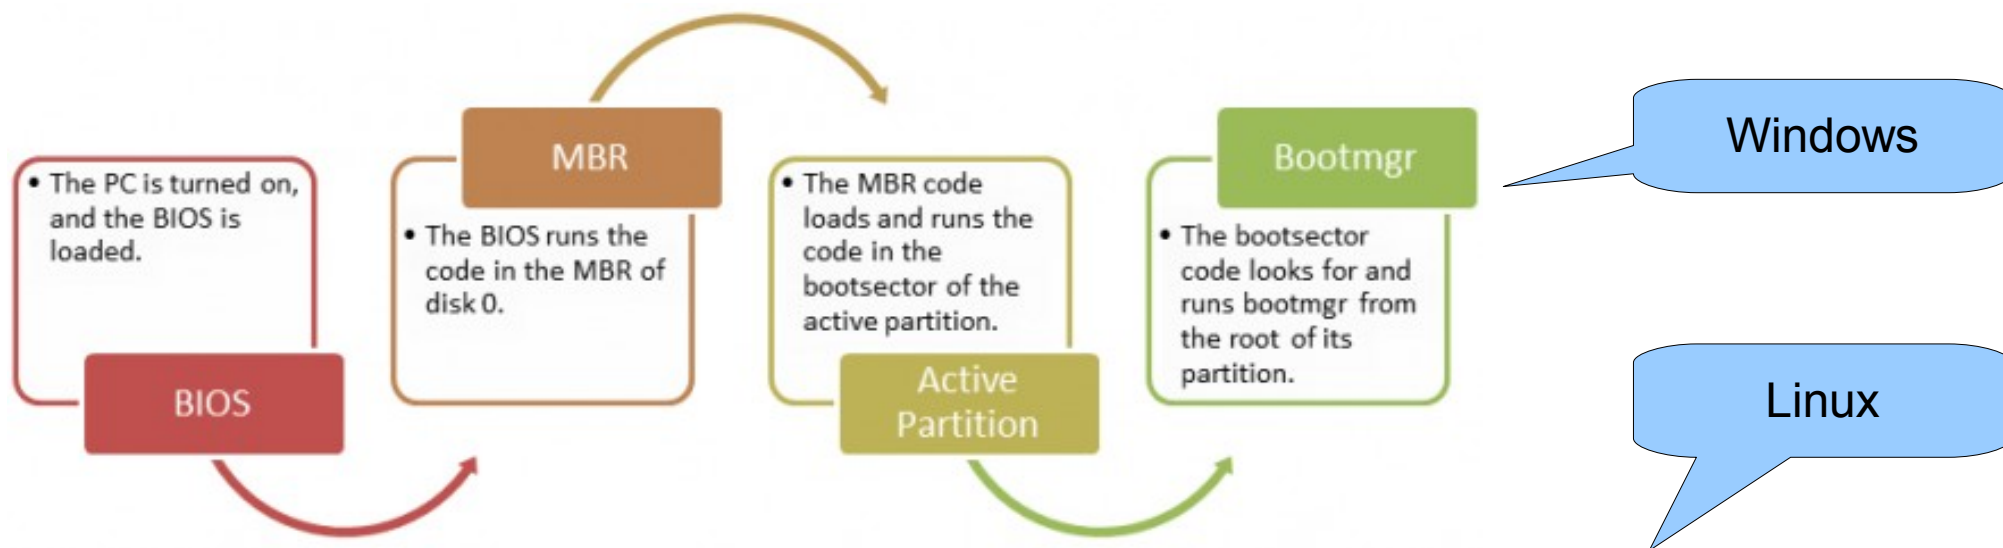 • The PC is turned on,
and the BIOS is
loaded.
BIOS
MBR
• The BIOS runs the
code in the MBR of
disk 0.
• The MBR code
loads and runs the
code in the
bootsector of the
active partition.
Active
Partition
Bootmgr
• The bootsector
code looks for and
runs bootmgr from
the root of its
partition.
Windows
Linux